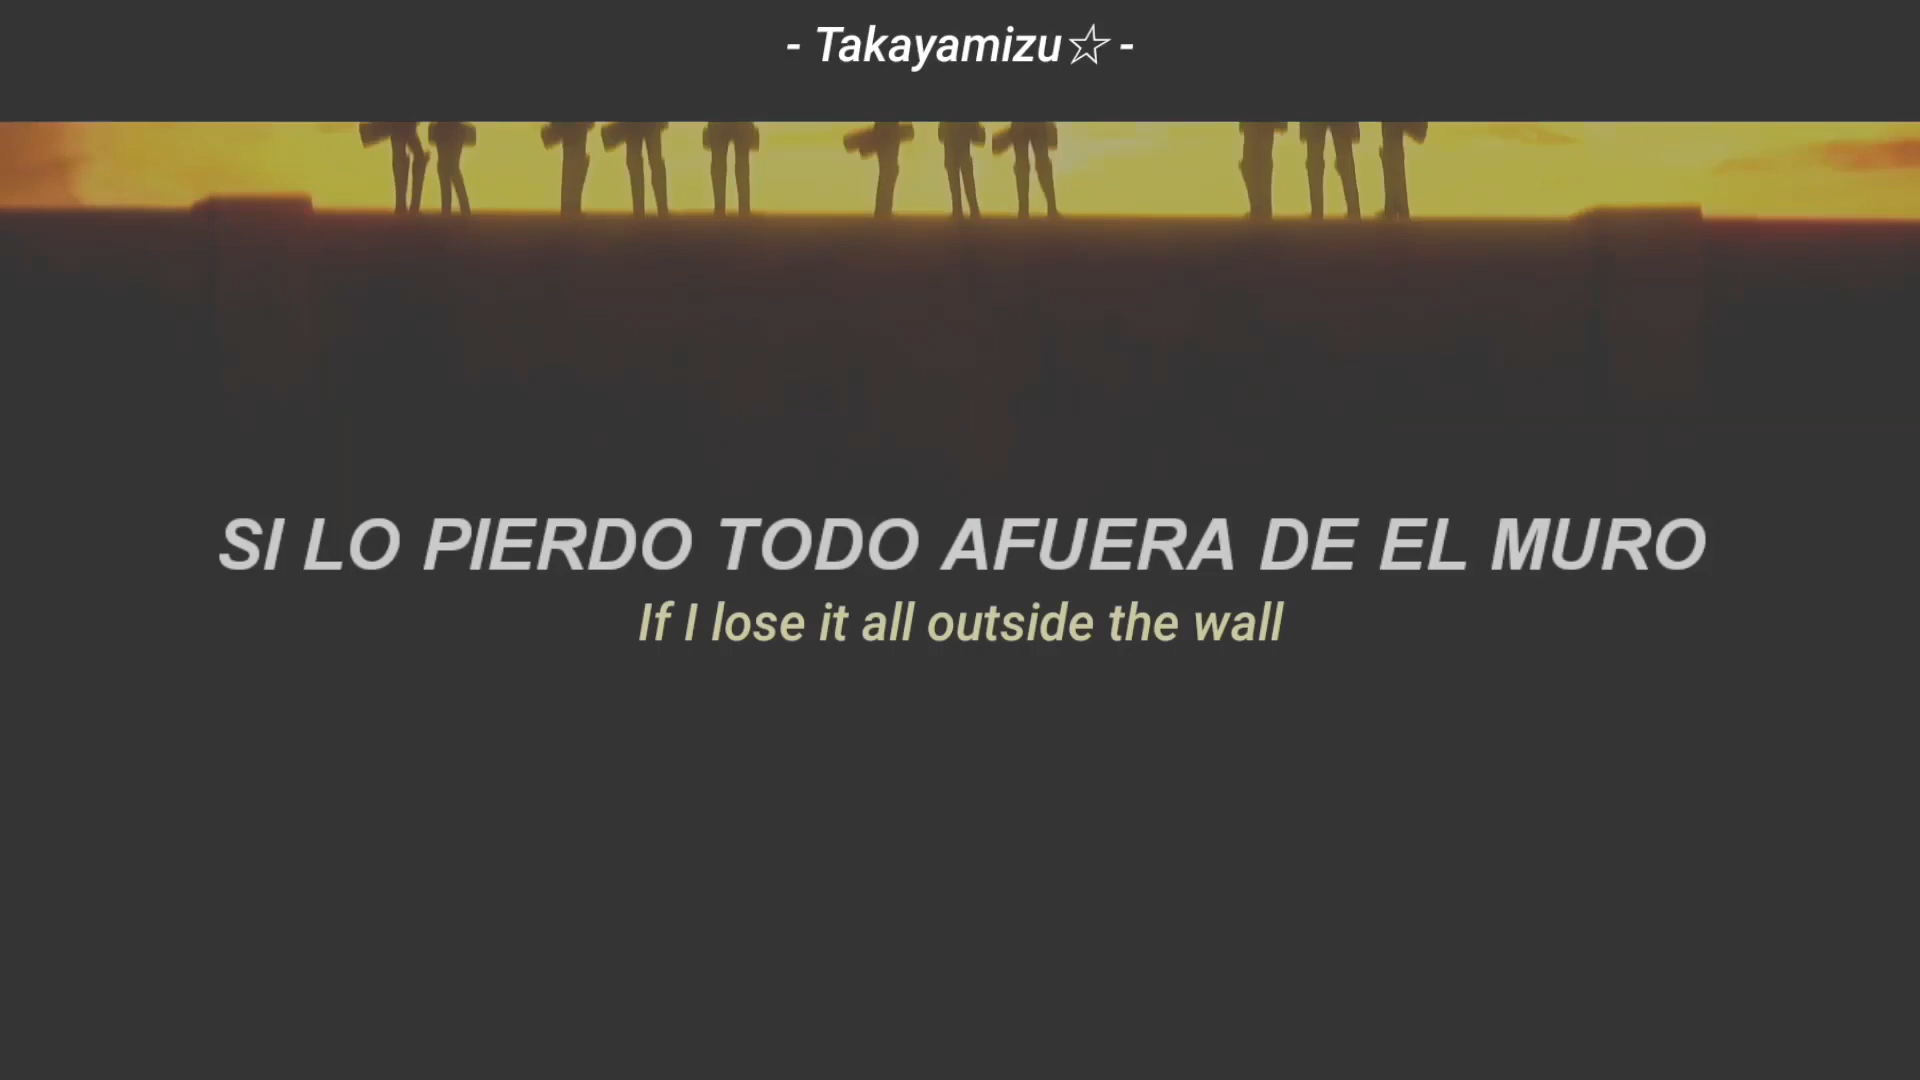 - Takayamizu☆ -
SI LO PIERDO TODO AFUERA DE EL MURO
If I lose it all outside the wall